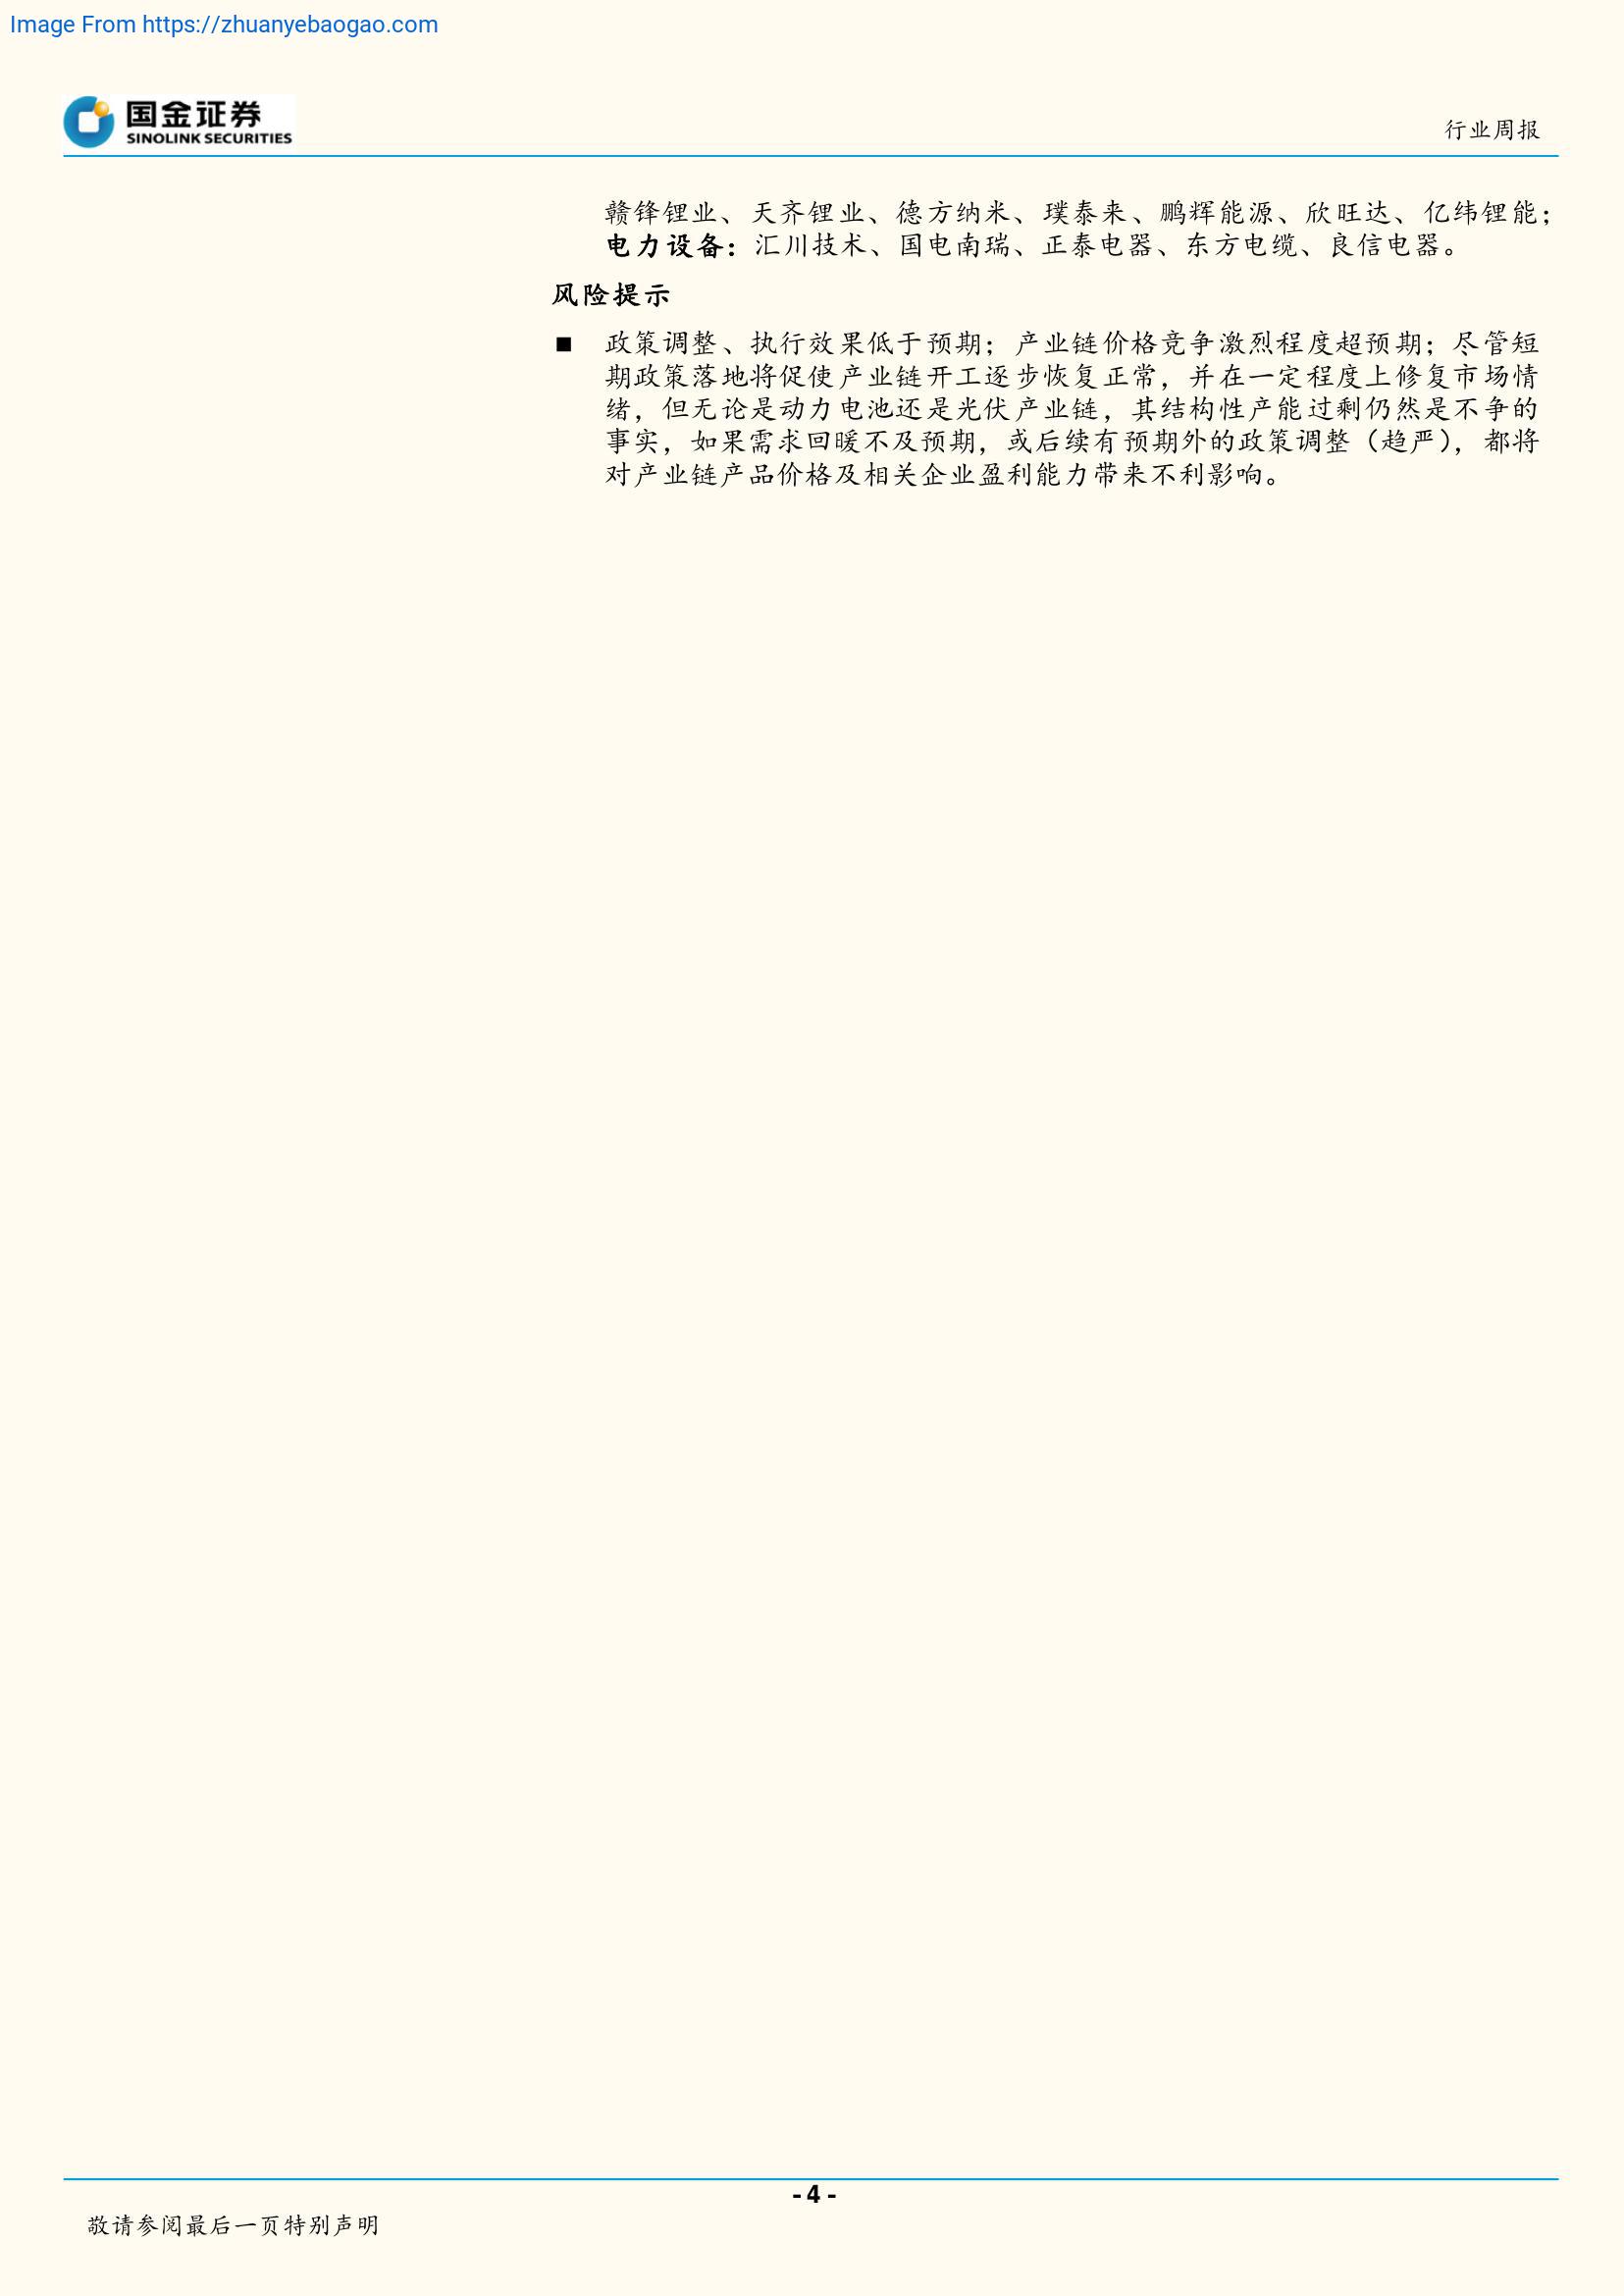 Image From https://zhuanyebaogao.com
国金证券
SINOLINK SECURITIES
行业周报
赣锋锂业、天齐锂业、德方纳米、璞泰来、鹏辉能源、欣旺达、亿纬锂能；
电力设备：汇川技术、国电南瑞、正泰电器、东方电缆、良信电器。
风险提示
■ 政策调整、执行效果低于预期；产业链价格竞争激烈程度超预期；尽管短
期政策落地将促使产业链开工逐步恢复正常，并在一定程度上修复市场情
绪，但无论是动力电池还是光伏产业链，其结构性产能过剩仍然是不争的
事实，如果需求回暖不及预期，或后续有预期外的政策调整（趋严），都将
对产业链产品价格及相关企业盈利能力带来不利影响。
- 4 -
敬请参阅最后一页特别声明